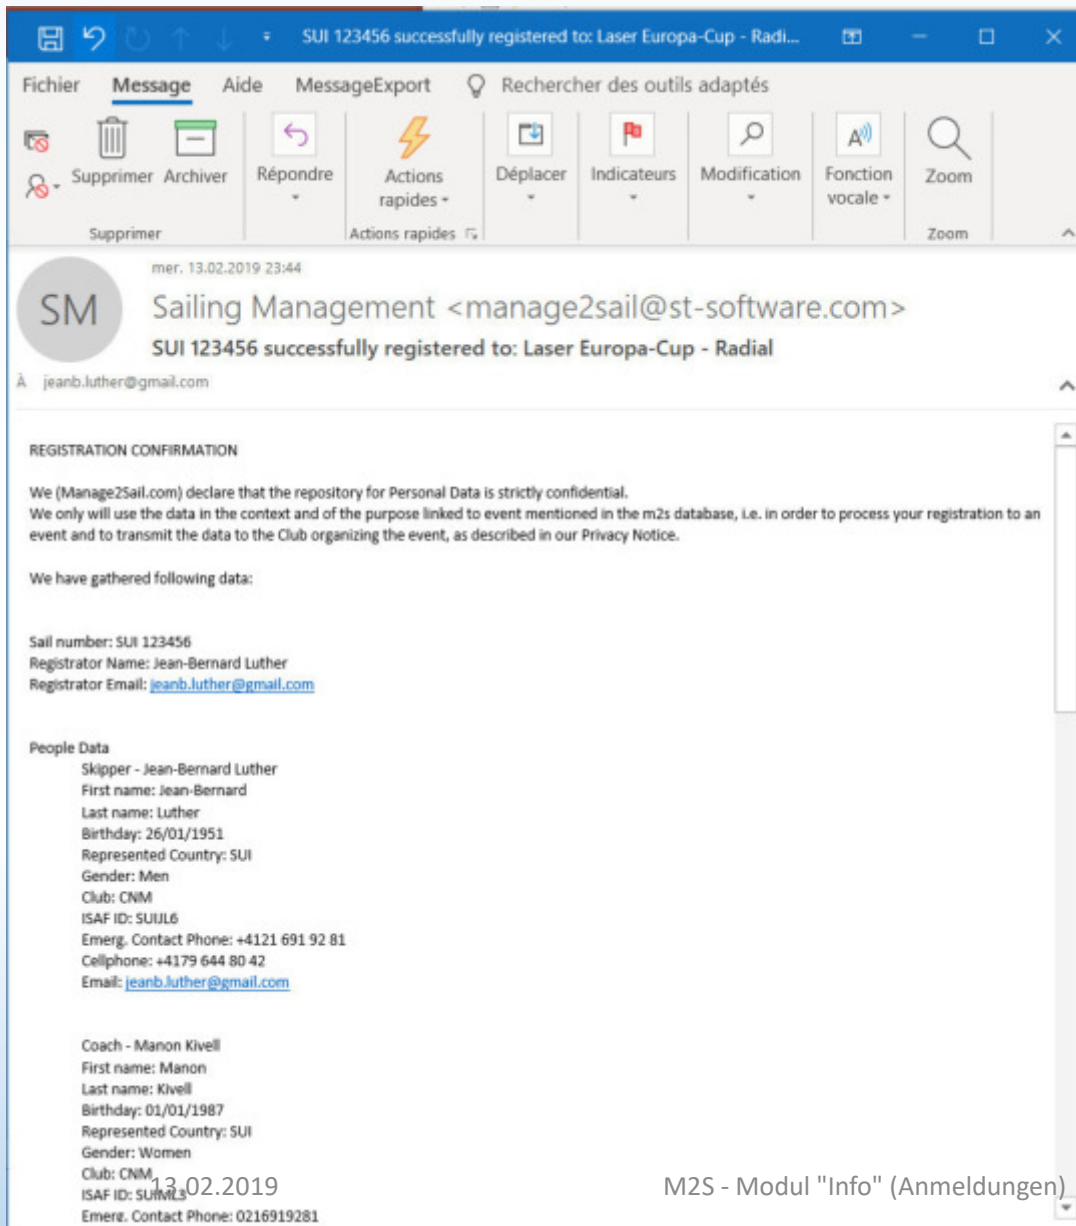 SUI 123456 successfully registered to: Laser Europa-Cup - Radi...
Fichier Message Aide MessageExport Rechercher des outils adaptés
Supprimer Archiver Répondre Actions rapides Déplacer Indicateurs Modification Fonction vocale Zoom
Supprimer Actions rapides Zoom
mer. 13.02.2019 23:44
SM
Sailing Management <manage2sail@st-software.com>
SUI 123456 successfully registered to: Laser Europa-Cup - Radial
À jeanb.luther@gmail.com
REGISTRATION CONFIRMATION
We (Manage2Sail.com) declare that the repository for Personal Data is strictly confidential.
We only will use the data in the context and of the purpose linked to event mentioned in the m2s database, i.e. in order to process your registration to an
event and to transmit the data to the Club organizing the event, as described in our Privacy Notice.
We have gathered following data:
Sail number: SUI 123456
Registrator Name: Jean-Bernard Luther
Registrator Email: jeanb.luther@gmail.com
People Data
Skipper - Jean-Bernard Luther
First name: Jean-Bernard
Last name: Luther
Birthday: 26/01/1951
Represented Country: SUI
Gender: Men
Club: CNM
ISAF ID: SUIJL6
Emerg. Contact Phone: +4121 691 92 81
Cellphone: +4179 644 80 42
Email: jeanb.luther@gmail.com
Coach - Manon Kivell
First name: Manon
Last name: Kivell
Birthday: 01/01/1987
Represented Country: SUI
Gender: Women
Club: CNM
13.02.2019 M2S - Modul "Info" (Anmeldungen)
ISAF ID: SUIML3
Emerg. Contact Phone: 0216919281